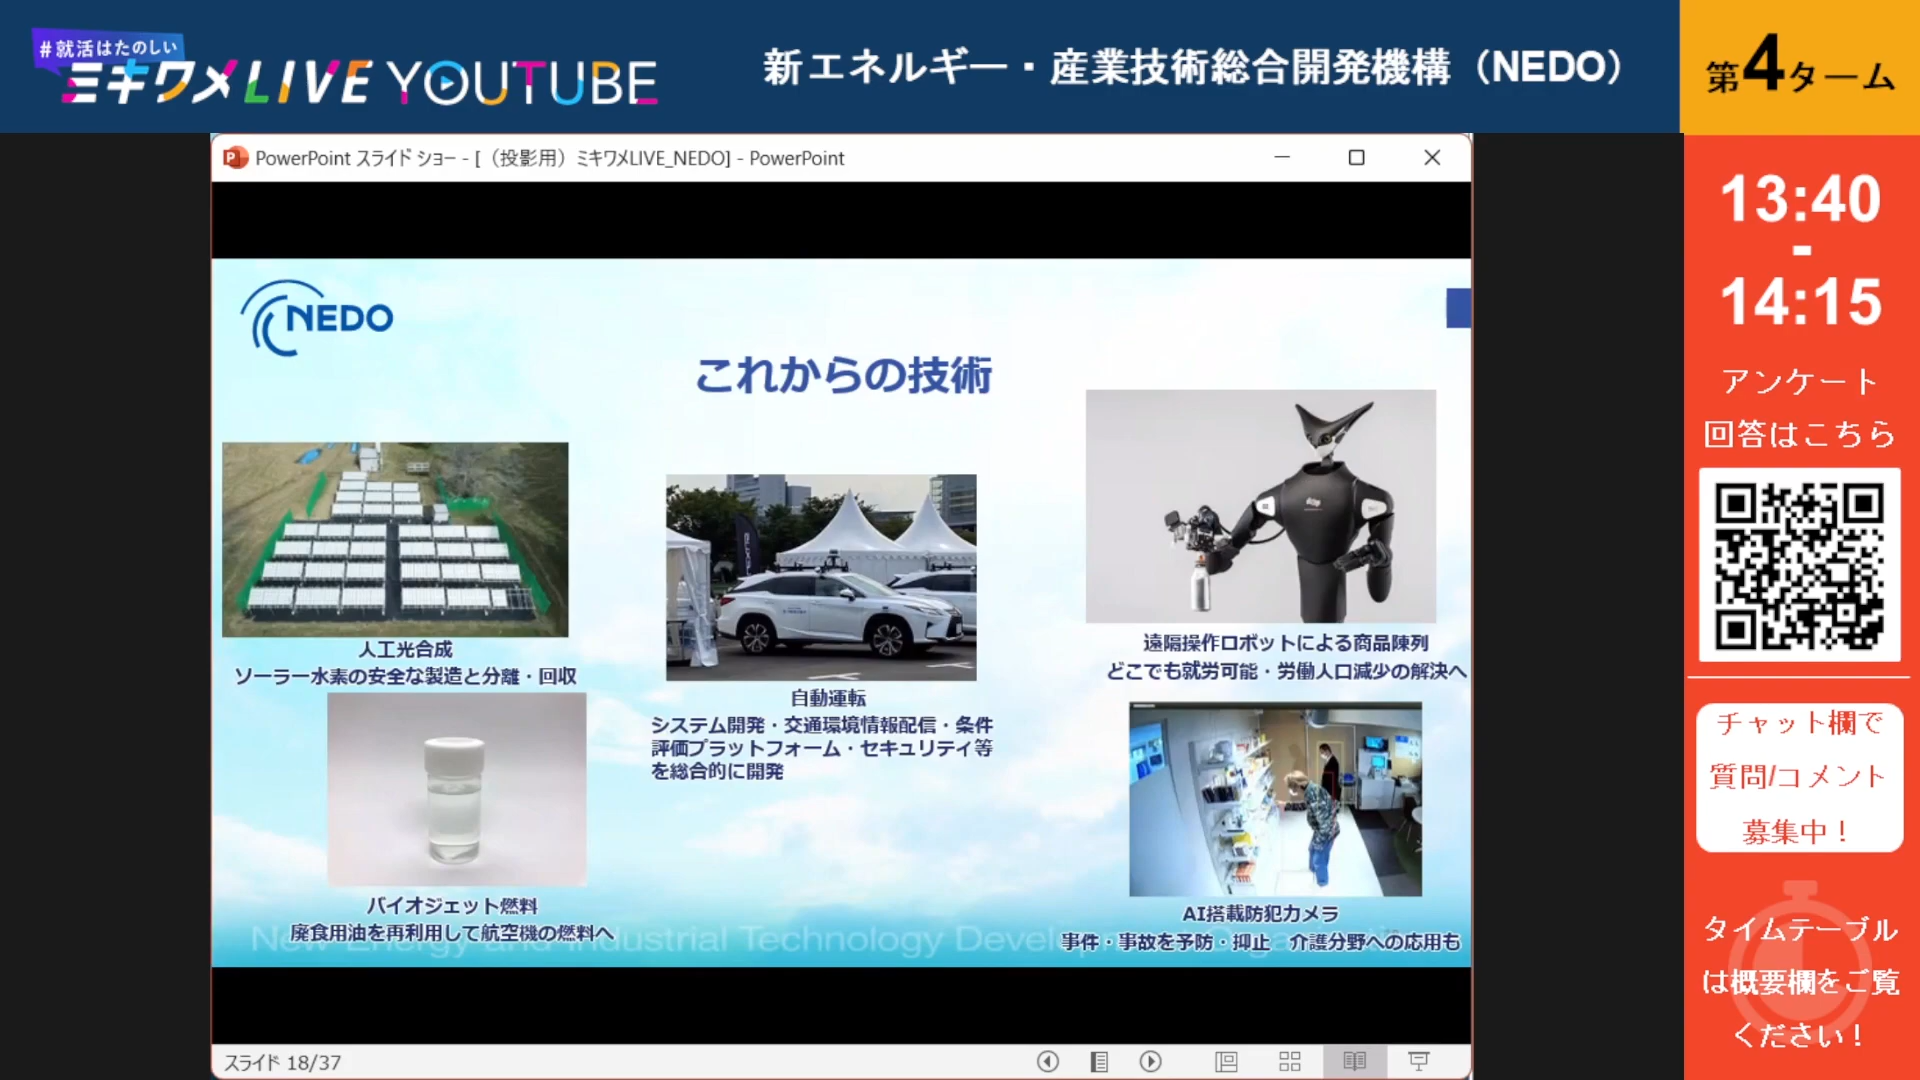 #就活はたのしい
ミキワメLIVE YOUTUBE
新エネルギー・産業技術総合開発機構（NEDO）
第4ターム
PowerPoint スライド ショー - [（投影用）ミキワメLIVE_NEDO] - PowerPoint
NEDO
これからの技術
人工光合成
ソーラー水素の安全な製造と分離・回収
自動運転
システム開発・交通環境情報配信・条件
評価プラットフォーム・セキュリティ等
を総合的に開発
遠隔操作ロボットによる商品陳列
どこでも就労可能・労働人口減少の解決へ
バイオジェット燃料
廃食用油を再利用して航空機の燃料へ
AI搭載防犯カメラ
事件・事故を予防・抑止　介護分野への応用も
New Energy and Industrial Technology Development
スライド 18/37
13:40
-
14:15
アンケート
回答はこちら
チャット欄で
質問/コメント
募集中！
タイムテーブル
は概要欄をご覧
ください！